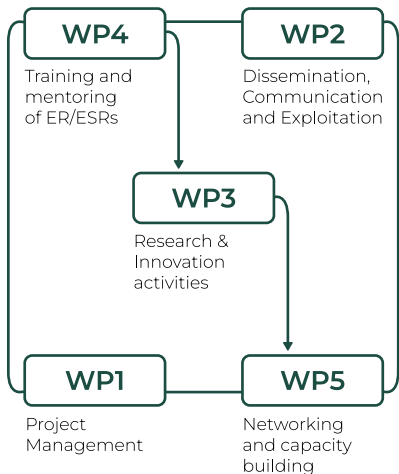 WP4
Training and
mentoring
of ER/ESRs
WP2
Dissemination,
Communication
and Exploitation
WP3
Research &
Innovation
activities
WP1
Project
Management
WP5
Networking
and capacity
building